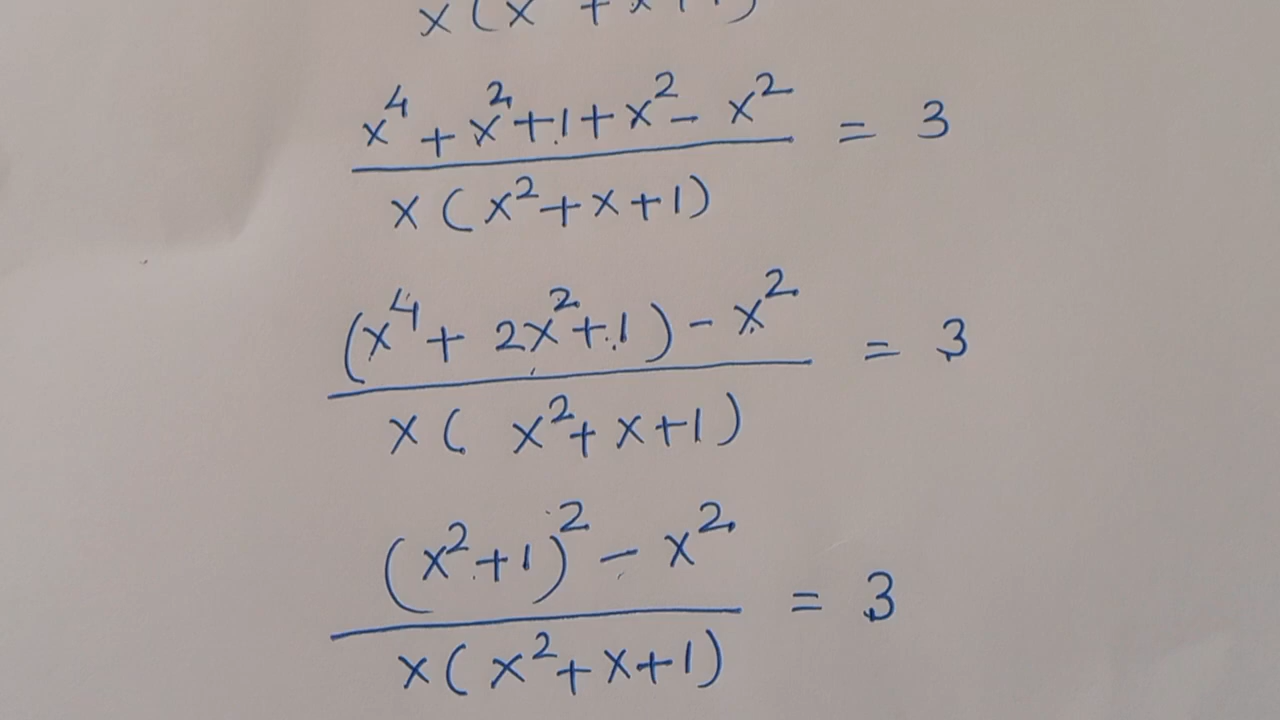 x⁴ + x² + 1 + x² - x² = 3
x ( x² + x + 1 )
( x⁴ + 2x² + 1 ) - x² = 3
x ( x² + x + 1 )
( x² + 1 )² - x² = 3
x ( x² + x + 1 )